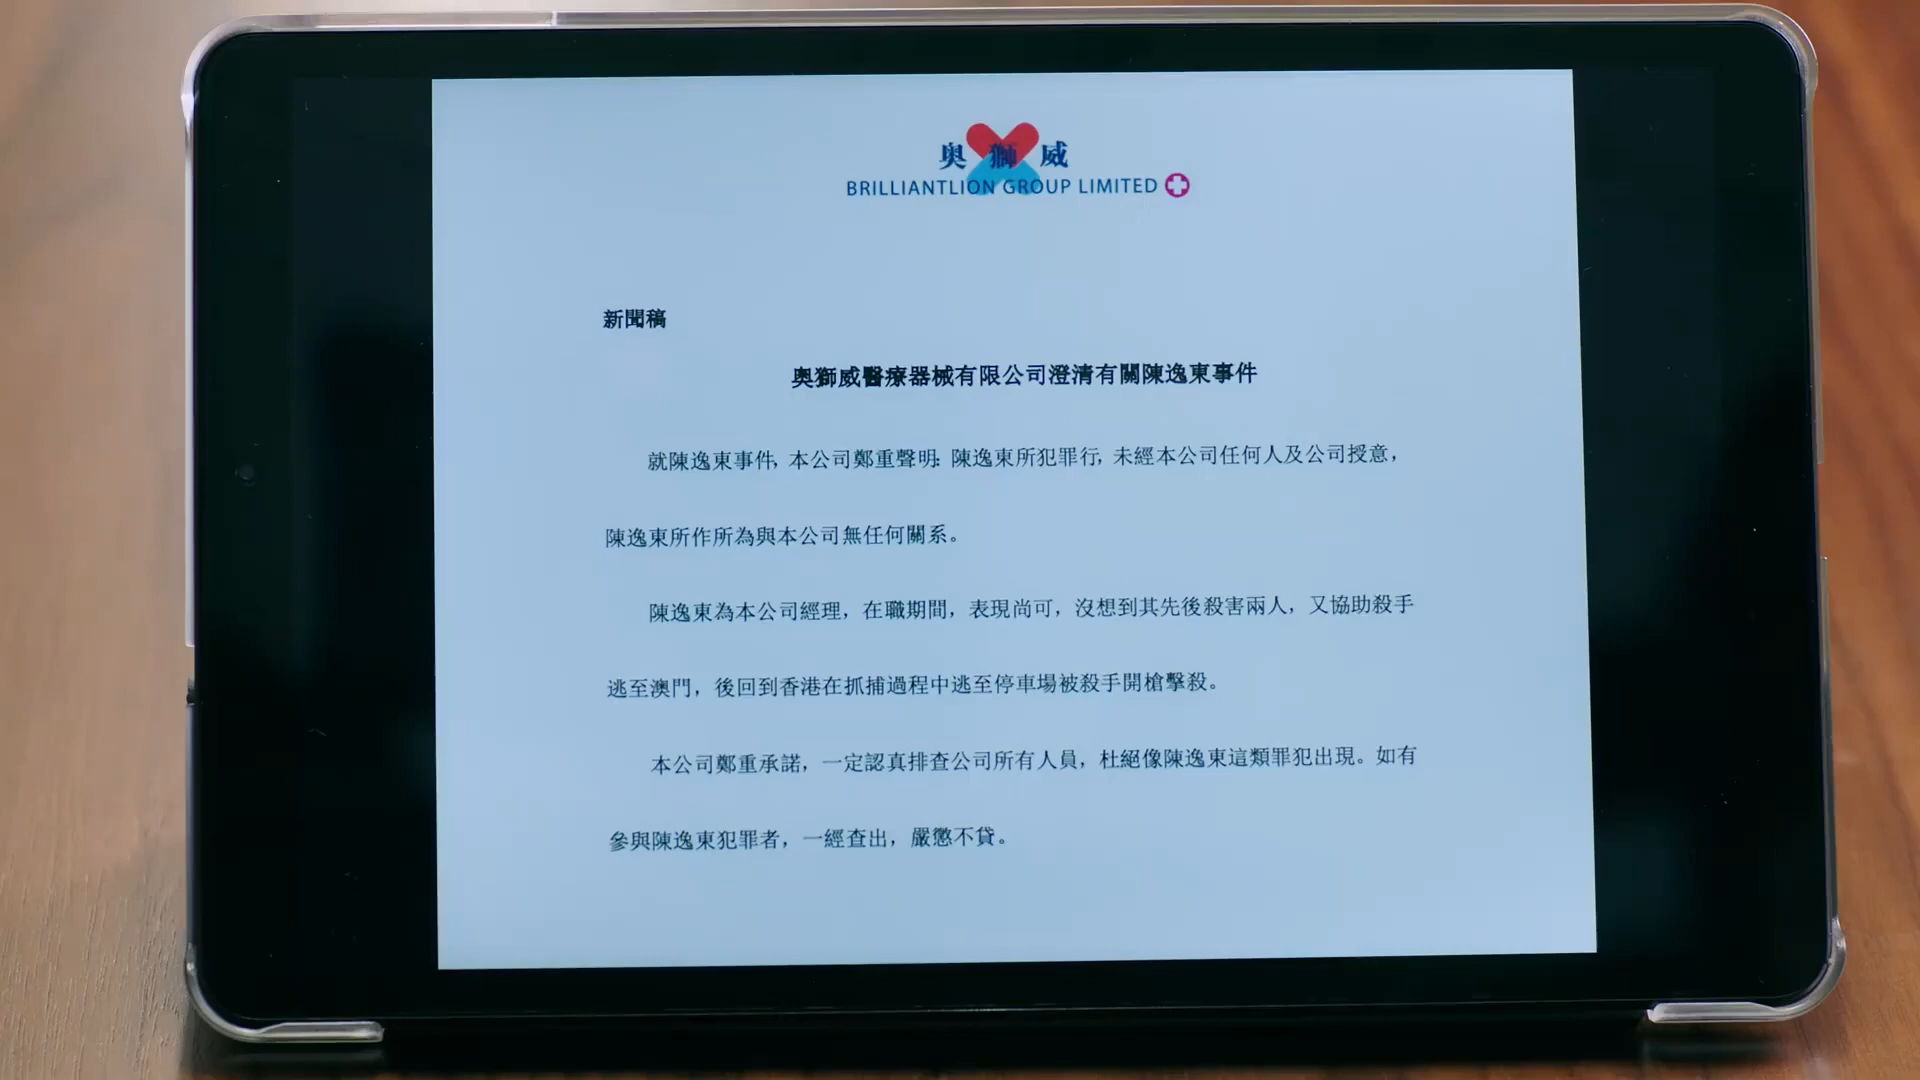 奧獅威
BRILLIANTLION GROUP LIMITED
新聞稿
奧獅威醫療器械有限公司澄清有關陳逸東事件
就陳逸東事件,本公司鄭重聲明:陳逸東所犯罪行,未經本公司任何人及公司授意,
陳逸東所作所為與本公司無任何關系。
陳逸東為本公司經理,在職期間,表現尚可,沒想到其先後殺害兩人,又協助殺手
逃至澳門,後回到香港在抓捕過程中逃至停車場被殺手開槍擊殺。
本公司鄭重承諾,一定認真排查公司所有人員,杜絕像陳逸東這類罪犯出現。如有
參與陳逸東犯罪者,一經查出,嚴懲不貸。